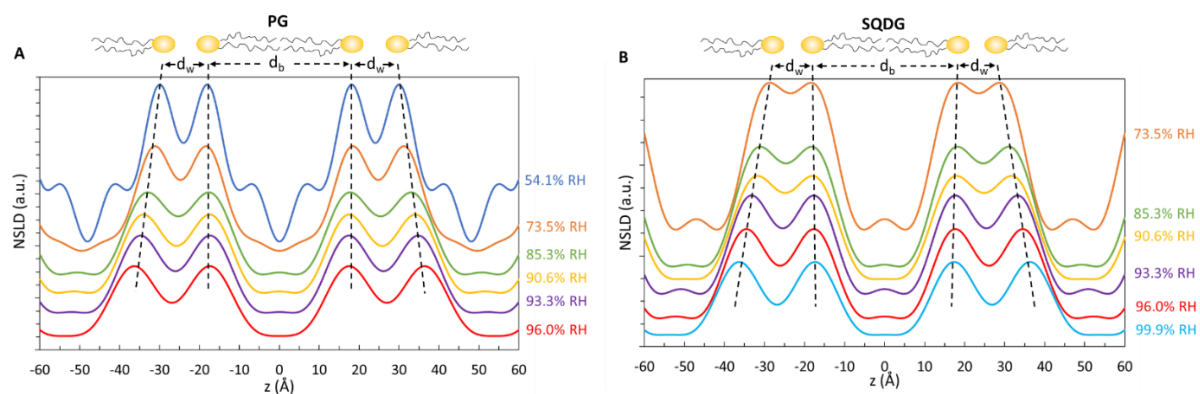 PG
A
d_w
d_b
d_w
NSLD (a.u.)
54.1% RH
73.5% RH
85.3% RH
90.6% RH
93.3% RH
96.0% RH
-60 -50 -40 -30 -20 -10 0 10 20 30 40 50 60
z (Å)
SQDG
B
d_w
d_b
d_w
NSLD (a.u.)
73.5% RH
85.3% RH
90.6% RH
93.3% RH
96.0% RH
99.9% RH
-60 -50 -40 -30 -20 -10 0 10 20 30 40 50 60
z (Å)